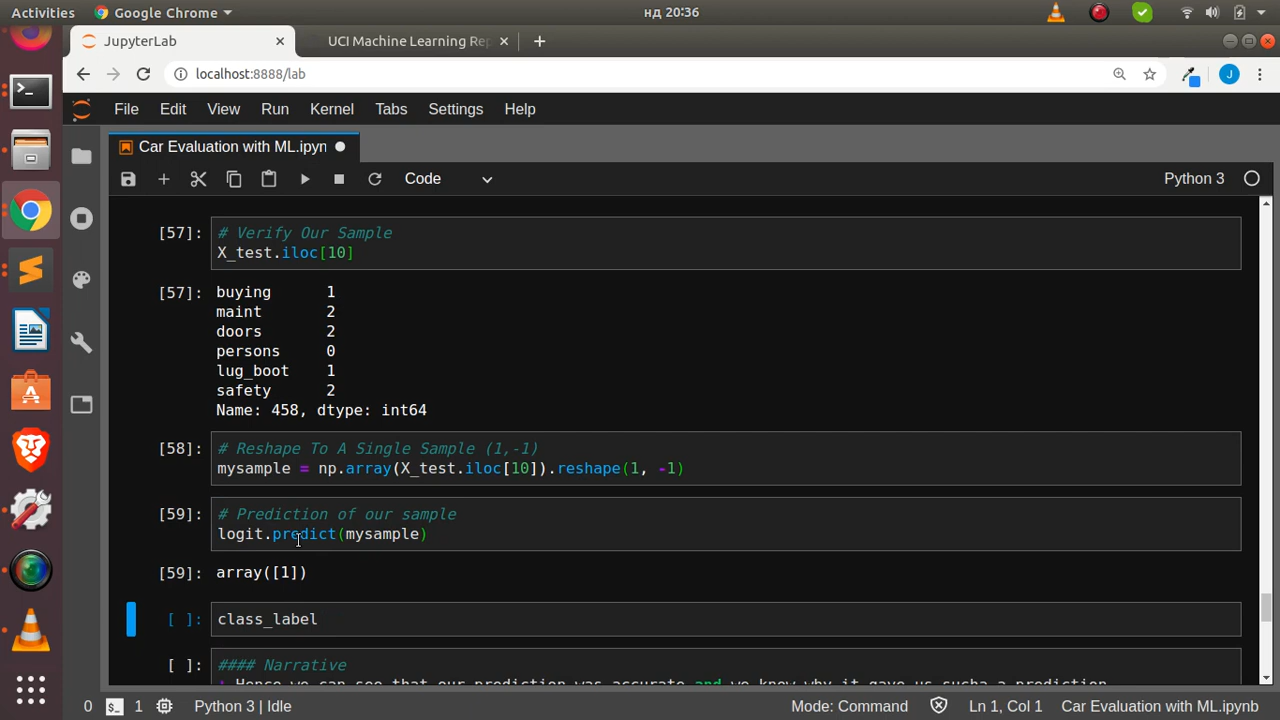 Activities
Google Chrome
нд 20:36
JupyterLab
UCI Machine Learning Rep
localhost:8888/lab
J
File Edit View Run Kernel Tabs Settings Help
Car Evaluation with ML.ipyn
Code
Python 3
[57]: # Verify Our Sample
X_test.iloc[10]
[57]: buying 1
maint 2
doors 2
persons 0
lug_boot 1
safety 2
Name: 458, dtype: int64
[58]: # Reshape To A Single Sample (1,-1)
mysample = np.array(X_test.iloc[10]).reshape(1, -1)
[59]: # Prediction of our sample
logit.predict(mysample)
[59]: array([1])
[ ]: class_label
[ ]: #### Narrative
: Hence we can see that our prediction was accurate and we know why it gave us sucha a prediction
0 1 Python 3 | Idle Mode: Command Ln 1, Col 1 Car Evaluation with ML.ipynb